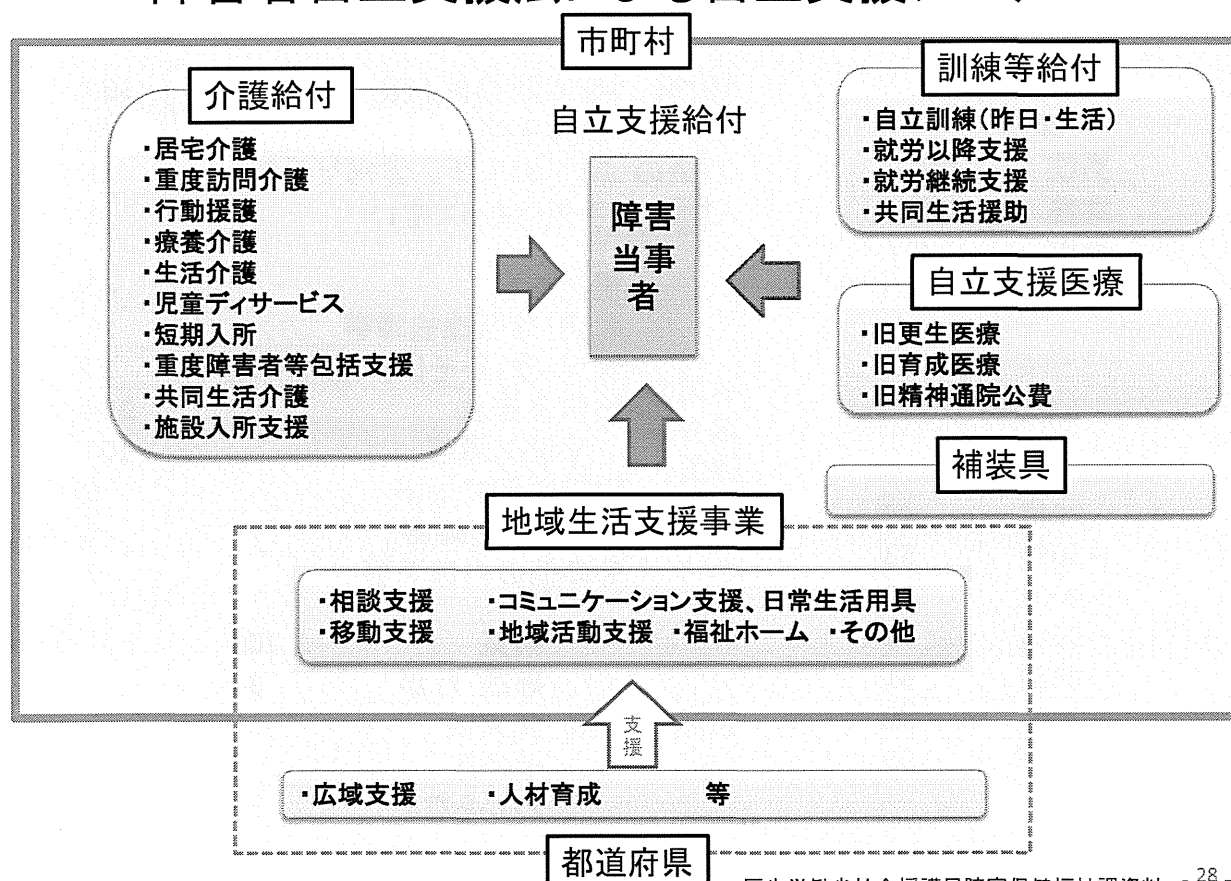 市町村
介護給付
・居宅介護
・重度訪問介護
・行動援護
・療養介護
・生活介護
・児童ディサービス
・短期入所
・重度障害者等包括支援
・共同生活介護
・施設入所支援
自立支援給付
障害
当事
者
訓練等給付
・自立訓練(昨日・生活)
・就労以降支援
・就労継続支援
・共同生活援助
自立支援医療
・旧更生医療
・旧育成医療
・旧精神通院公費
補装具
地域生活支援事業
・相談支援 ・コミュニケーション支援、日常生活用具
・移動支援 ・地域活動支援 ・福祉ホーム ・その他
支
援
・広域支援 ・人材育成 等
都道府県
28